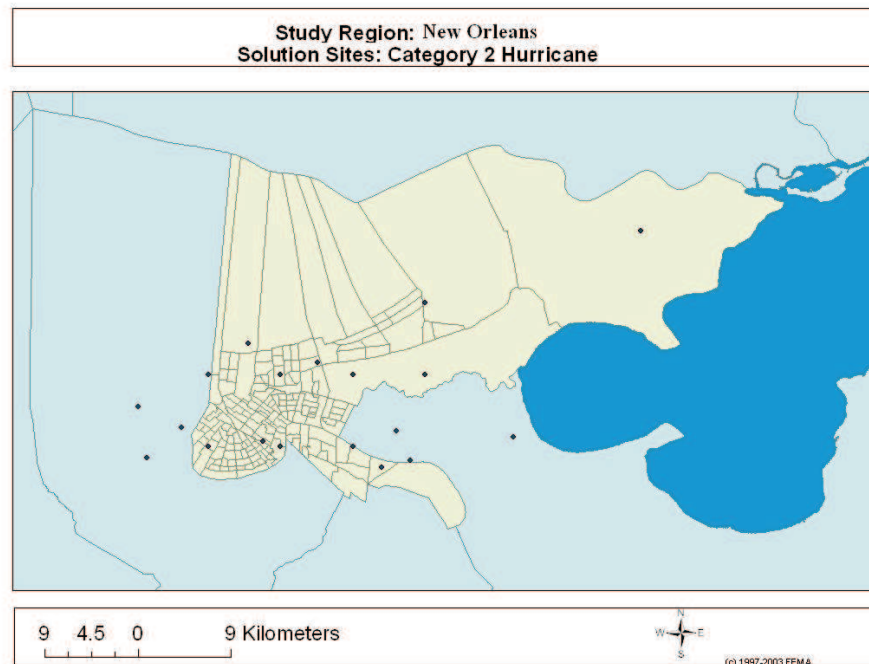 Study Region: New Orleans
Solution Sites: Category 2 Hurricane
9 4.5 0 9 Kilometers
N
W E
S
(c) 1997-2003 FEMA